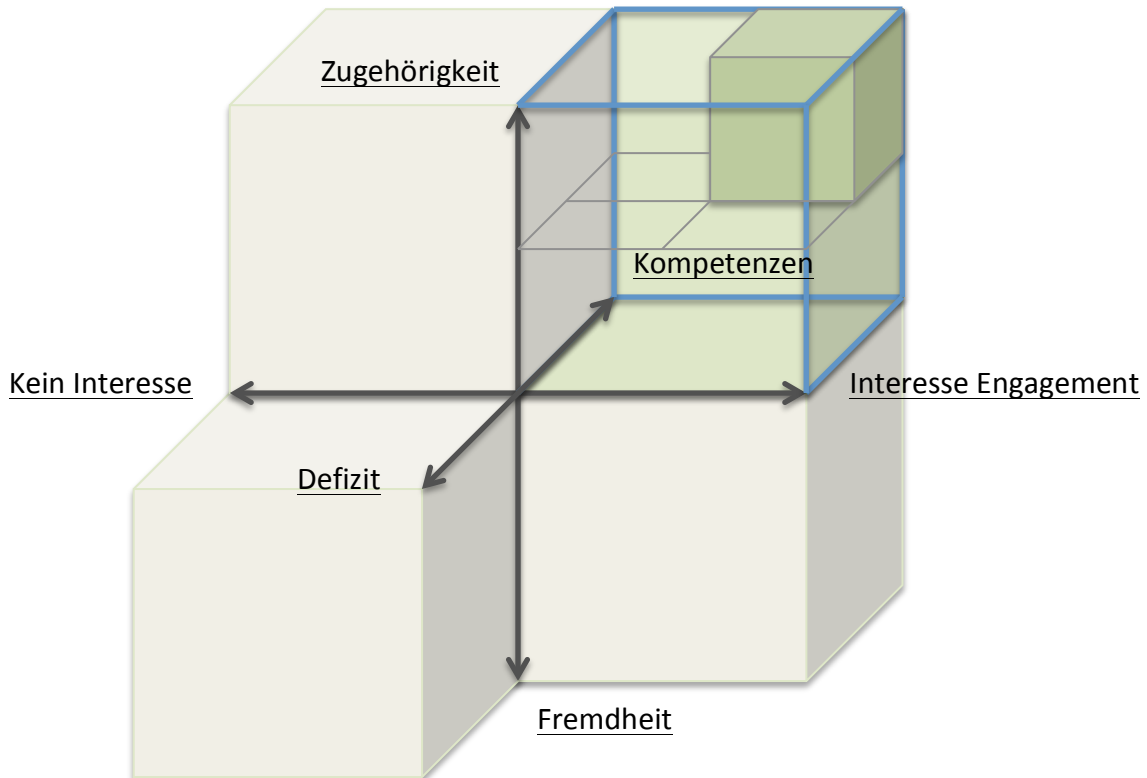 Zugehörigkeit
Kompetenzen
Kein Interesse
Interesse Engagement
Defizit
Fremdheit